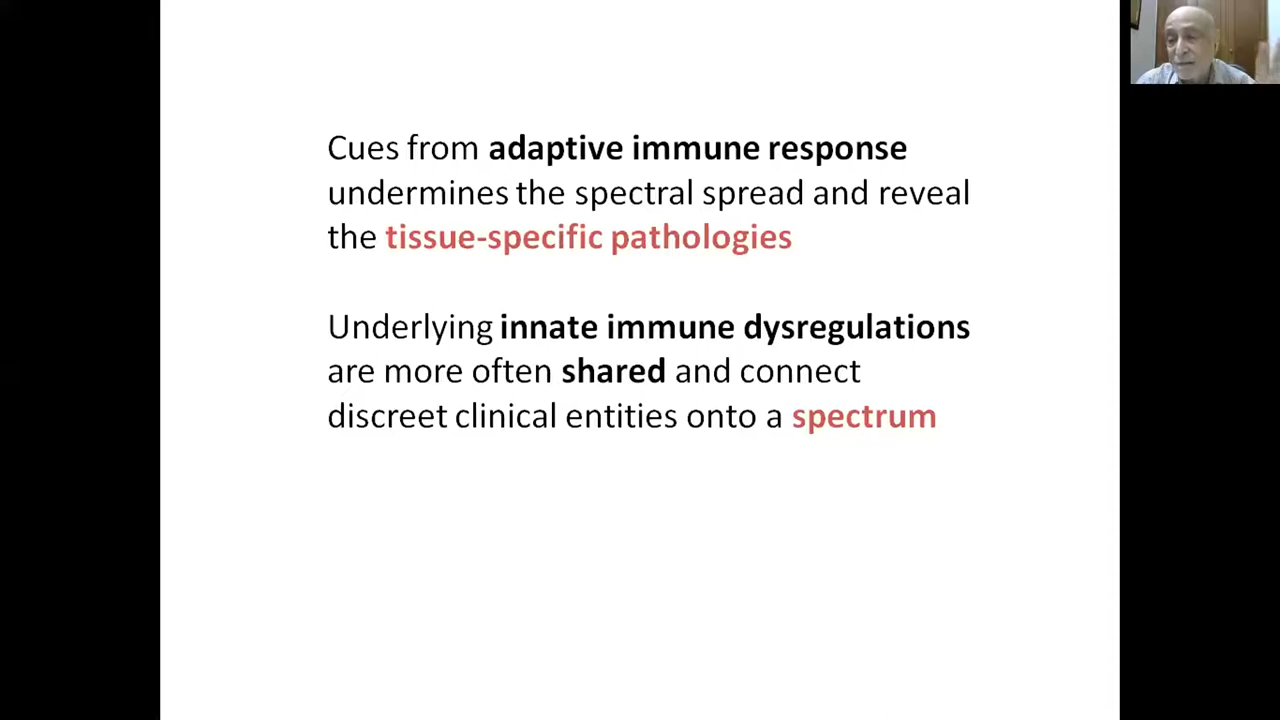 Cues from adaptive immune response
undermines the spectral spread and reveal
the tissue-specific pathologies
Underlying innate immune dysregulations
are more often shared and connect
discreet clinical entities onto a spectrum